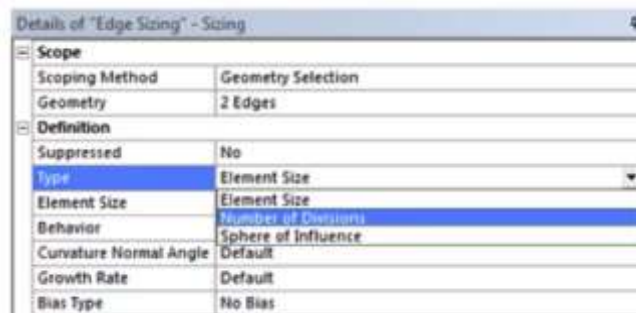 Details of "Edge Sizing" - Sizing
Scope
Scoping Method Geometry Selection
Geometry 2 Edges
Definition
Suppressed No
Type Element Size
Element Size Element Size
Number of Divisions
Behavior
Sphere of Influence
Curvature Normal Angle Default
Growth Rate Default
Bias Type No Bias